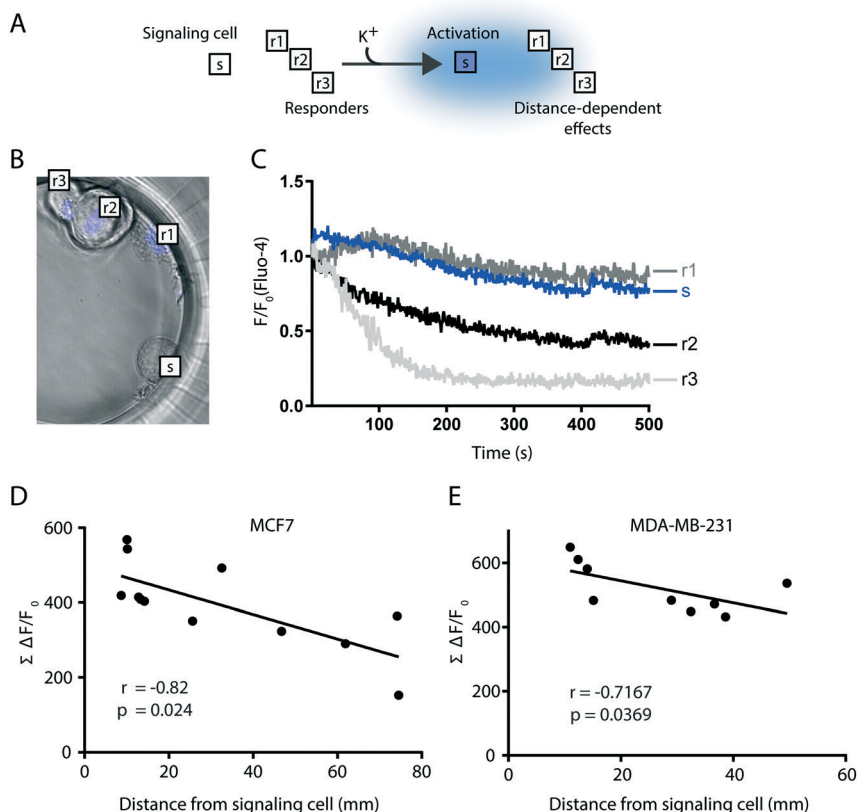 A
Signaling cell
s
r1
r2
r3
Responders
K+
Activation
s
r1
r2
r3
Distance-dependent
effects
B
r3
r2
r1
s
C
1.5
1.0
0.5
0.0
F/F0(Fluo-4)
100 200 300 400 500
Time (s)
r1
s
r2
r3
D
MCF7
600
400
200
0
Σ ΔF/F0
r = -0.82
p = 0.024
0 20 40 60 80
Distance from signaling cell (mm)
E
MDA-MB-231
600
400
200
0
Σ ΔF/F0
r = -0.7167
p = 0.0369
0 20 40 60
Distance from signaling cell (mm)